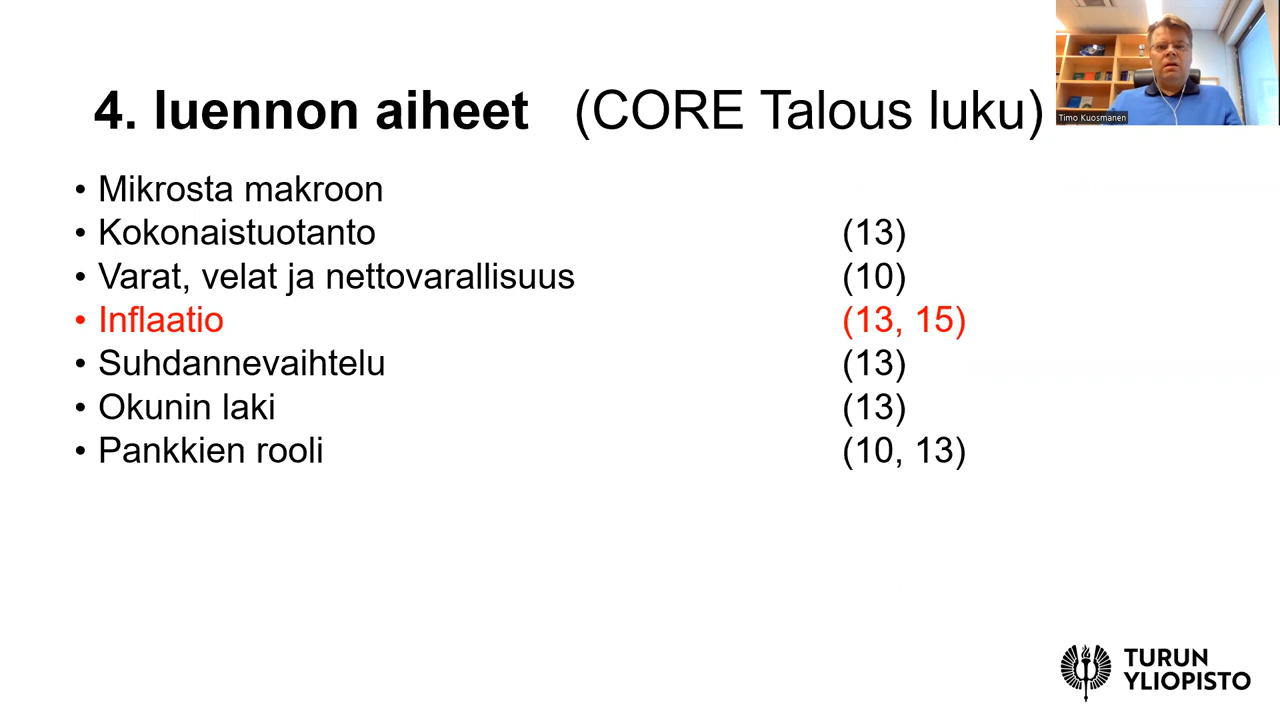 4. luennon aiheet (CORE Talous luku)
Timo Kuosmanen
• Mikrosta makroon
• Kokonaistuotanto (13)
• Varat, velat ja nettovarallisuus (10)
• Inflaatio (13, 15)
• Suhdannevaihtelu (13)
• Okunin laki (13)
• Pankkien rooli (10, 13)
TURUN
YLIOPISTO